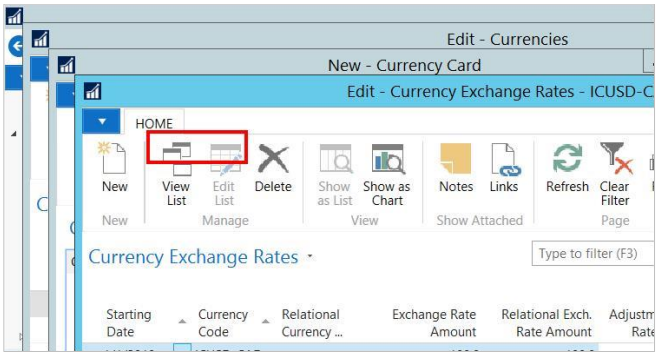 Edit - Currencies
New - Currency Card
Edit - Currency Exchange Rates - ICUSD-C
HOME
New
View List
Edit List
Delete
Show as List
Show as Chart
Notes
Links
Refresh
Clear Filter
New
Manage
View
Show Attached
Page
Currency Exchange Rates
Type to filter (F3)
Starting Date
Currency Code
Relational Currency ...
Exchange Rate Amount
Relational Exch. Rate Amount
Adjustm
Rate